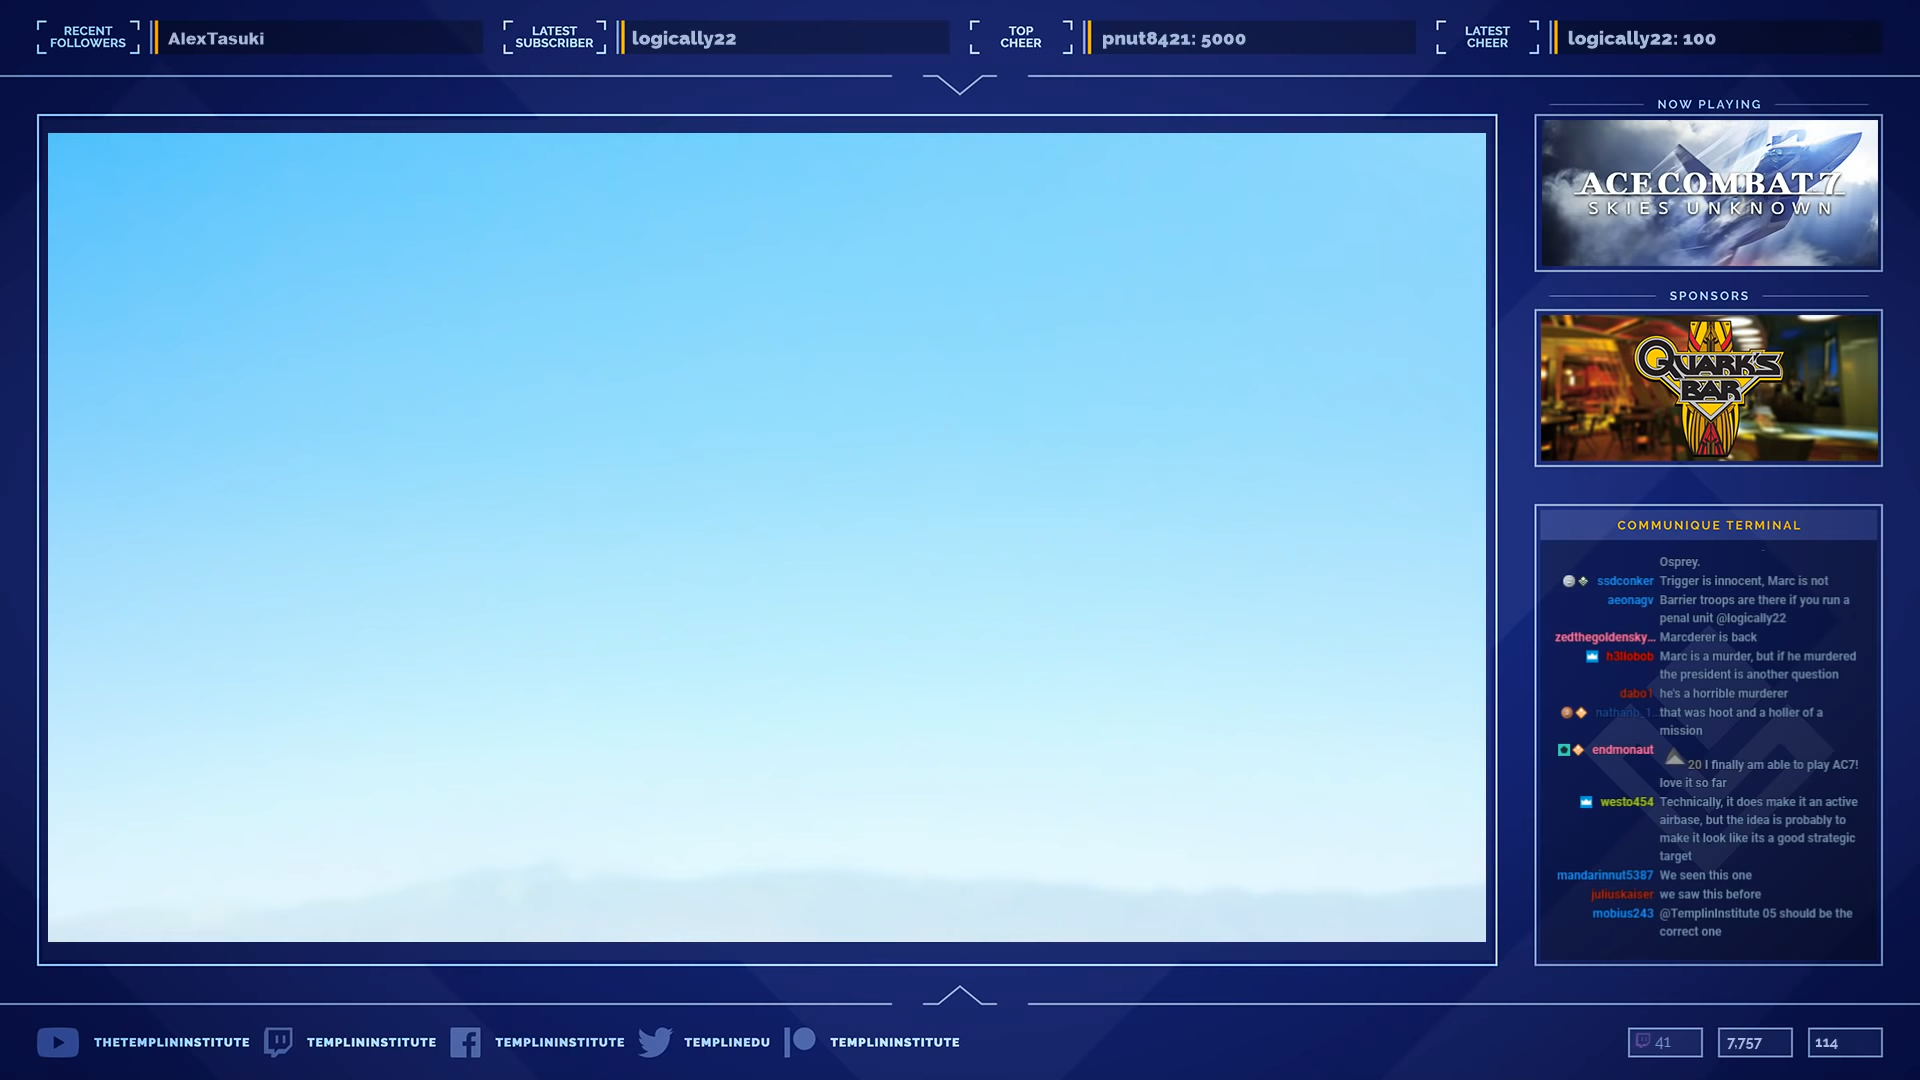 RECENT
FOLLOWERS
AlexTasuki
LATEST
SUBSCRIBER
logically22
TOP
CHEER
pnut8421: 5000
LATEST
CHEER
logically22: 100
NOW PLAYING
ACE COMBAT 7
SKIES UNKNOWN
SPONSORS
QUARK'S
BAR
COMMUNIQUE TERMINAL
Osprey.
ssdconker Trigger is innocent, Marc is not
aeonagv Barrier troops are there if you run a
penal unit @logically22
zedthegoldensky... Marcderer is back
h3llobob Marc is a murder, but if he murdered
the president is another question
dabo1 he's a horrible murderer
nathanb_1... that was hoot and a holler of a
mission
endmonaut
20 I finally am able to play AC7!
love it so far
westo454 Technically, it does make it an active
airbase, but the idea is probably to
make it look like its a good strategic
target
mandarinnut5387 We seen this one
juliuskaiser we saw this before
mobius243 @TemplinInstitute 05 should be the
correct one
THETEMPLININSTITUTE
TEMPLININSTITUTE
TEMPLININSTITUTE
TEMPLINEDU
TEMPLININSTITUTE
41
7,757
114